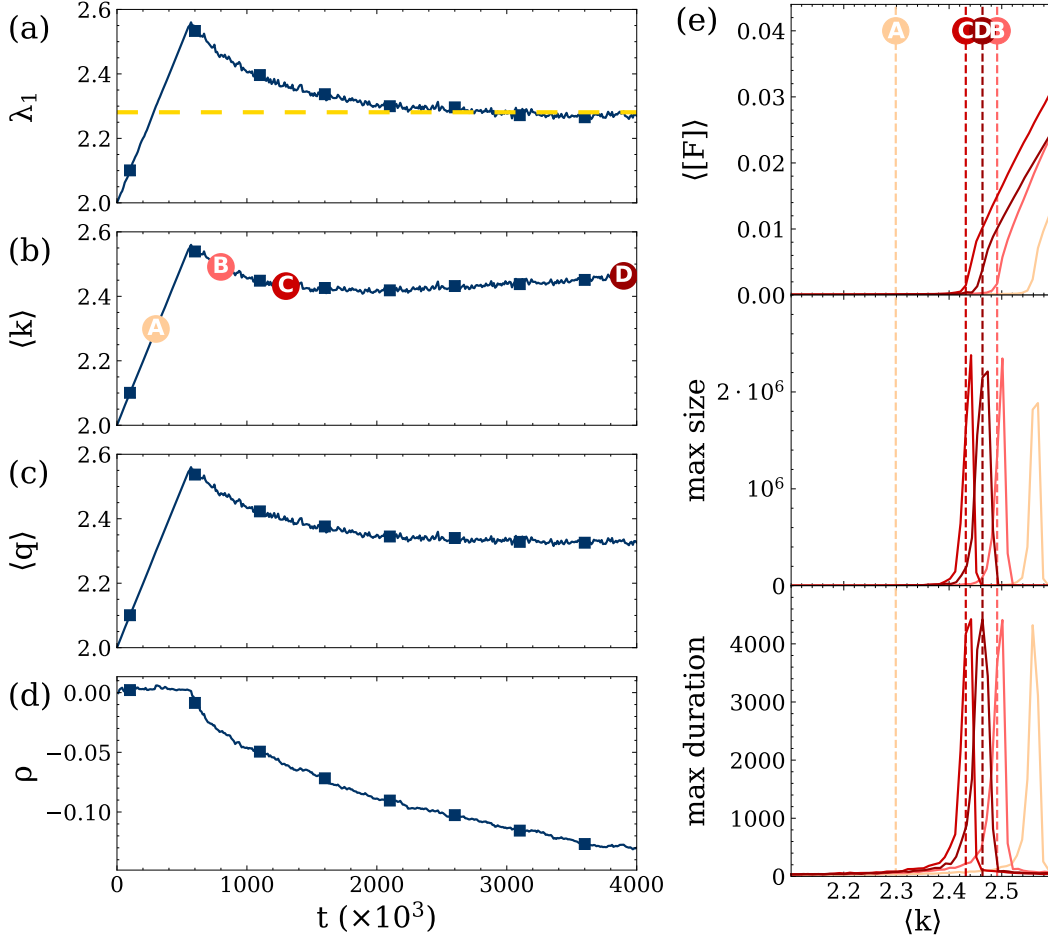 (a)
λ₁
2.6
2.4
2.2
2.0
(b)
⟨k⟩
2.6
2.4
2.2
2.0
A
B
C
D
(c)
⟨q⟩
2.6
2.4
2.2
2.0
(d)
ρ
0.00
−0.05
−0.10
0
1000
2000
3000
4000
t (×10³)
(e)
A
C
D
B
⟨[F]⟩
0.04
0.03
0.02
0.01
0.00
max size
2·10⁶
10⁶
0
max duration
4000
3000
2000
1000
0
2.2
2.3
2.4
2.5
⟨k⟩